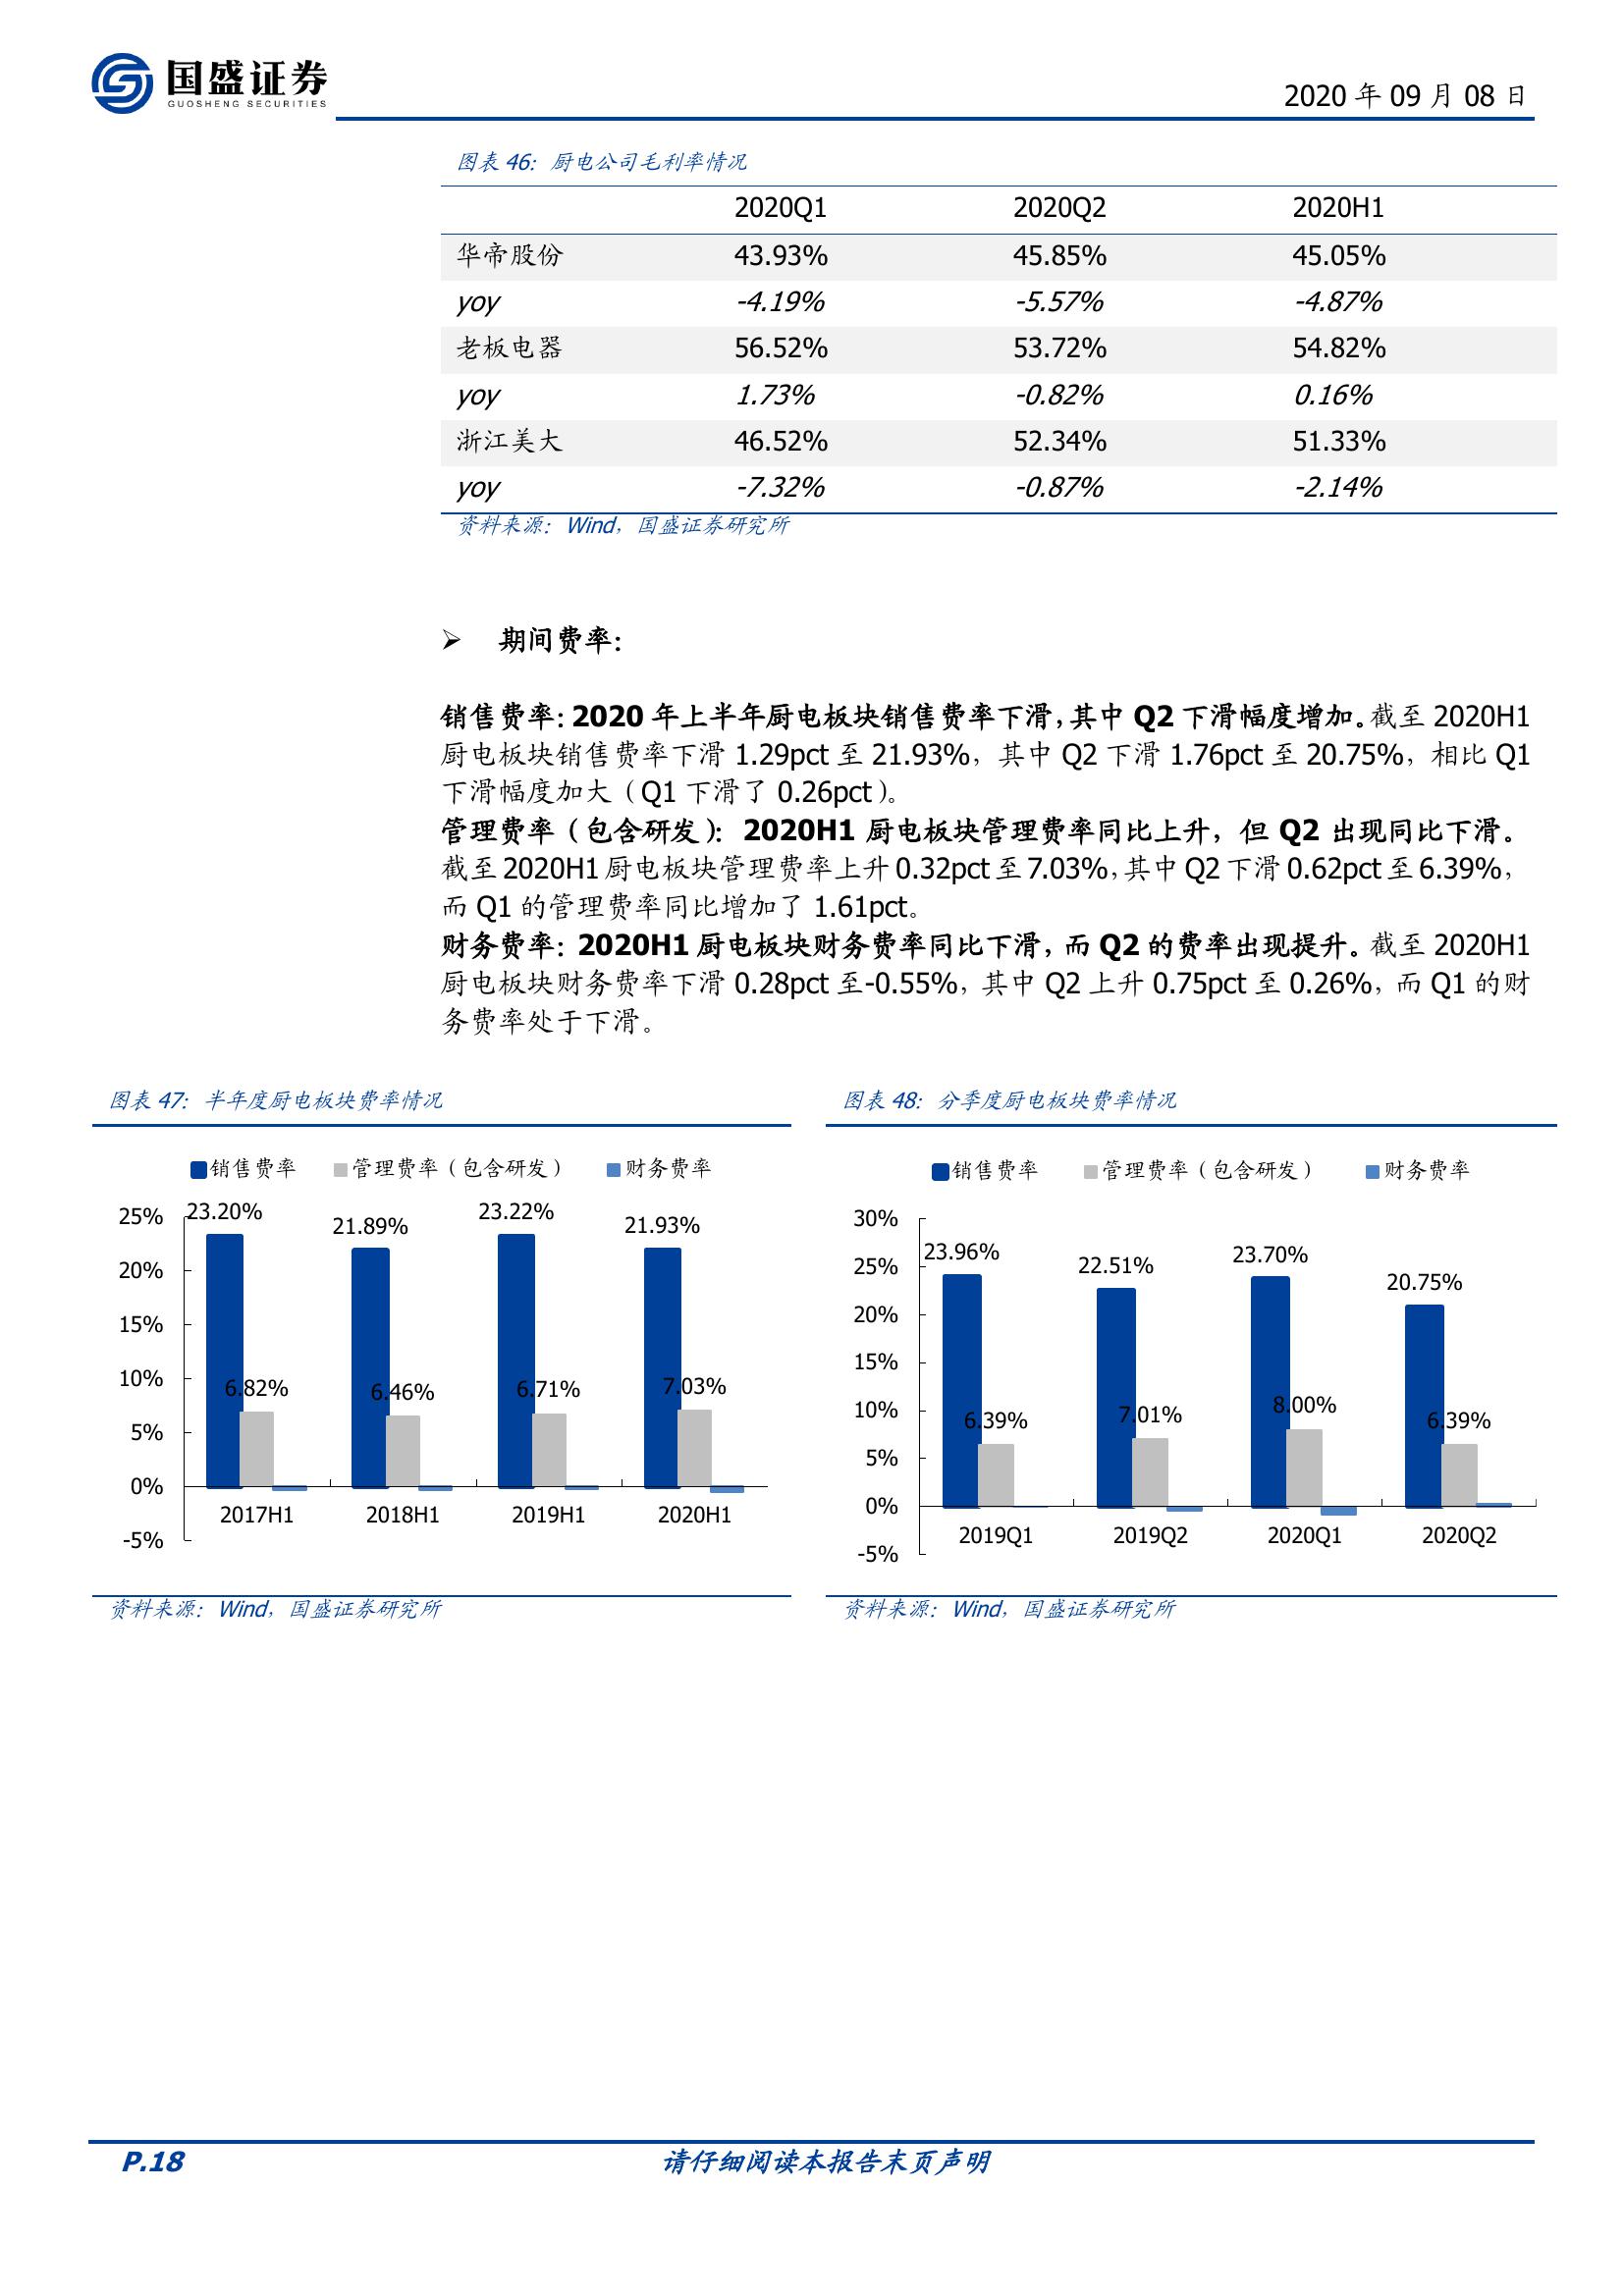 国盛证券
GUOSHENG SECURITIES
2020 年 09 月 08 日
图表 46：厨电公司毛利率情况
2020Q1 2020Q2 2020H1
华帝股份 43.93% 45.85% 45.05%
yoy -4.19% -5.57% -4.87%
老板电器 56.52% 53.72% 54.82%
yoy 1.73% -0.82% 0.16%
浙江美大 46.52% 52.34% 51.33%
yoy -7.32% -0.87% -2.14%
资料来源：Wind，国盛证券研究所
➢ 期间费率：
销售费率：2020 年上半年厨电板块销售费率下滑，其中 Q2 下滑幅度增加。截至 2020H1
厨电板块销售费率下滑 1.29pct 至 21.93%，其中 Q2 下滑 1.76pct 至 20.75%，相比 Q1
下滑幅度加大（Q1 下滑了 0.26pct）。
管理费率（包含研发）：2020H1 厨电板块管理费率同比上升，但 Q2 出现同比下滑。
截至 2020H1 厨电板块管理费率上升 0.32pct 至 7.03%，其中 Q2 下滑 0.62pct 至 6.39%，
而 Q1 的管理费率同比增加了 1.61pct。
财务费率：2020H1 厨电板块财务费率同比下滑，而 Q2 的费率出现提升。截至 2020H1
厨电板块财务费率下滑 0.28pct 至-0.55%，其中 Q2 上升 0.75pct 至 0.26%，而 Q1 的财
务费率处于下滑。
图表 47：半年度厨电板块费率情况
销售费率 管理费率（包含研发） 财务费率
25%
20%
15%
10%
5%
0%
-5%
23.20% 21.89% 23.22% 21.93%
6.82% 6.46% 6.71% 7.03%
2017H1 2018H1 2019H1 2020H1
资料来源：Wind，国盛证券研究所
图表 48：分季度厨电板块费率情况
销售费率 管理费率（包含研发） 财务费率
30%
25%
20%
15%
10%
5%
0%
-5%
23.96% 22.51% 23.70% 20.75%
6.39% 7.01% 8.00% 6.39%
2019Q1 2019Q2 2020Q1 2020Q2
资料来源：Wind，国盛证券研究所
P.18
请仔细阅读本报告末页声明